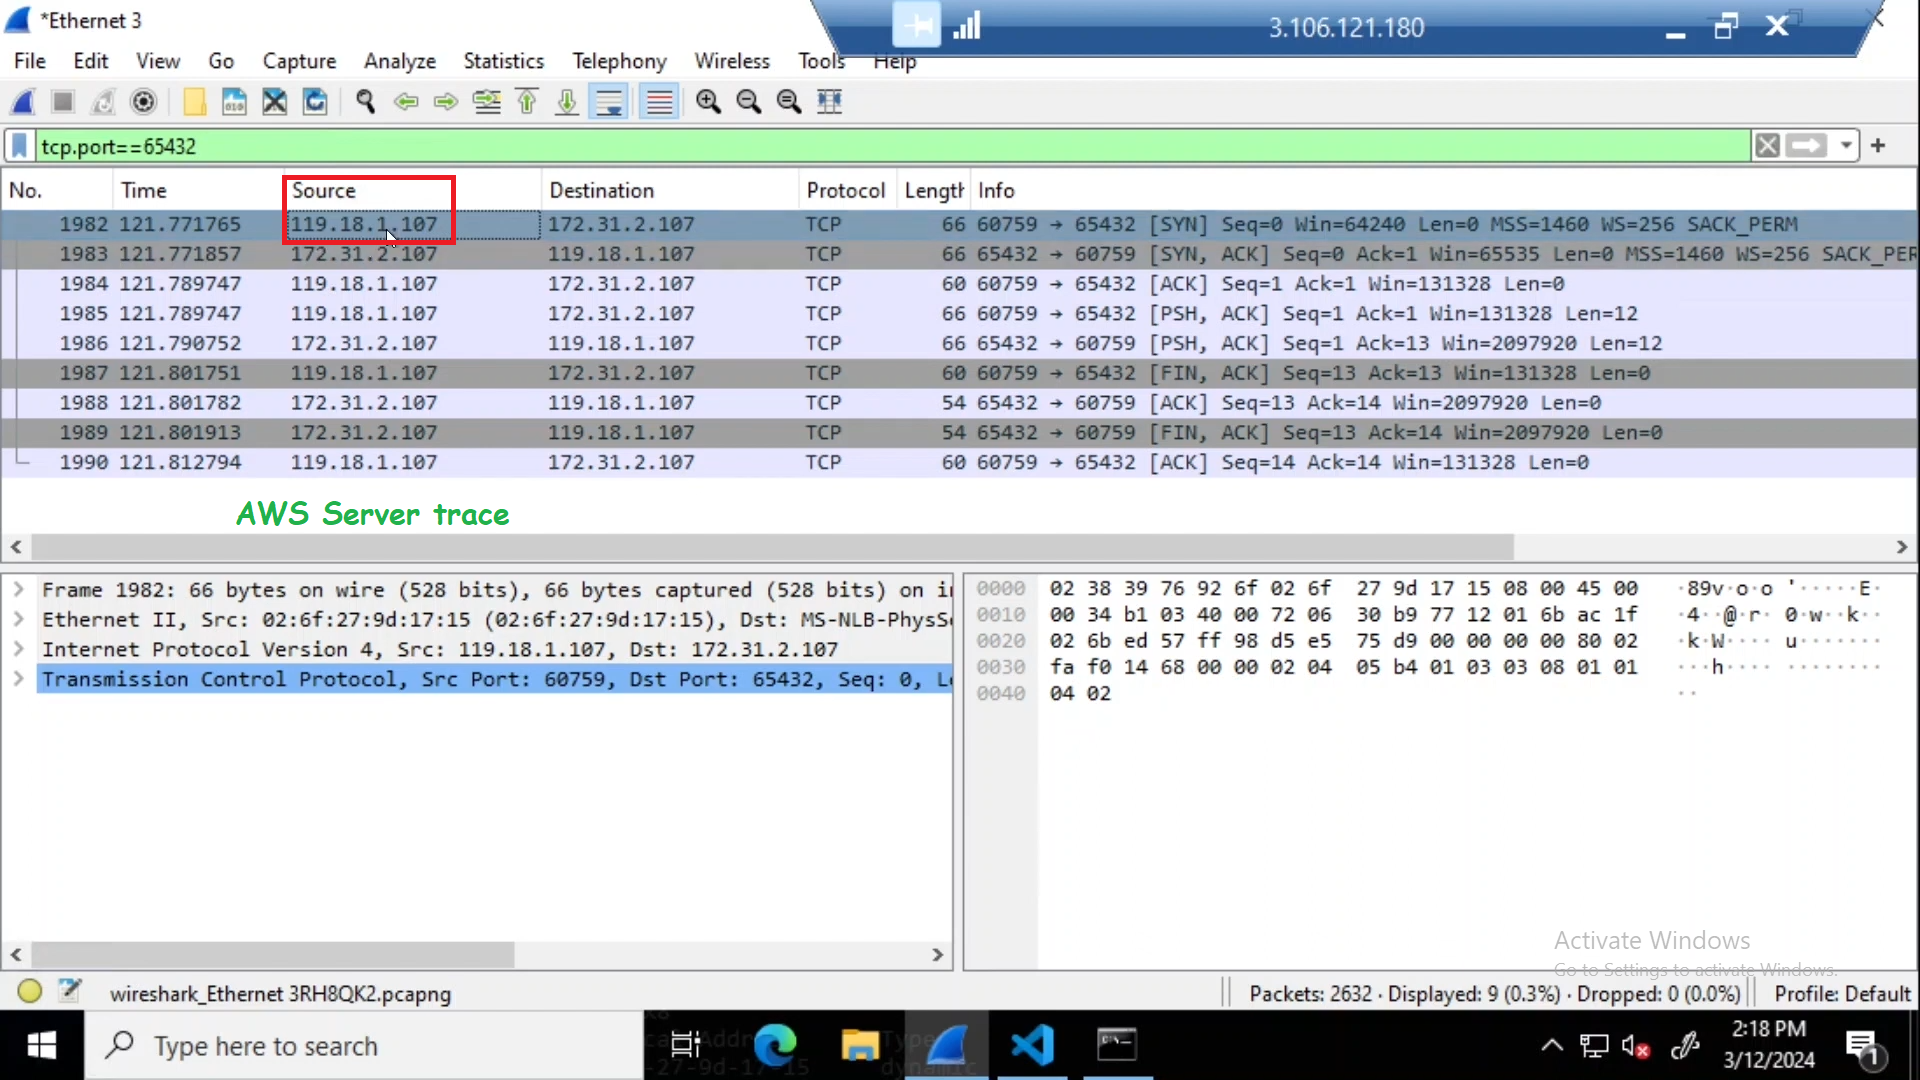 *Ethernet 3
3.106.121.180
File Edit View Go Capture Analyze Statistics Telephony Wireless Tools Help
tcp.port==65432
No. Time Source Destination Protocol Length Info
1982 121.771765 119.18.1.107 172.31.2.107 TCP 66 60759 → 65432 [SYN] Seq=0 Win=64240 Len=0 MSS=1460 WS=256 SACK_PERM
1983 121.771857 172.31.2.107 119.18.1.107 TCP 66 65432 → 60759 [SYN, ACK] Seq=0 Ack=1 Win=65535 Len=0 MSS=1460 WS=256 SACK_PER
1984 121.789747 119.18.1.107 172.31.2.107 TCP 60 60759 → 65432 [ACK] Seq=1 Ack=1 Win=131328 Len=0
1985 121.789747 119.18.1.107 172.31.2.107 TCP 66 60759 → 65432 [PSH, ACK] Seq=1 Ack=1 Win=131328 Len=12
1986 121.790752 172.31.2.107 119.18.1.107 TCP 66 65432 → 60759 [PSH, ACK] Seq=1 Ack=13 Win=2097920 Len=12
1987 121.801751 119.18.1.107 172.31.2.107 TCP 60 60759 → 65432 [FIN, ACK] Seq=13 Ack=13 Win=131328 Len=0
1988 121.801782 172.31.2.107 119.18.1.107 TCP 54 65432 → 60759 [ACK] Seq=13 Ack=14 Win=2097920 Len=0
1989 121.801913 172.31.2.107 119.18.1.107 TCP 54 65432 → 60759 [FIN, ACK] Seq=13 Ack=14 Win=2097920 Len=0
1990 121.812794 119.18.1.107 172.31.2.107 TCP 60 60759 → 65432 [ACK] Seq=14 Ack=14 Win=131328 Len=0
AWS Server trace
Frame 1982: 66 bytes on wire (528 bits), 66 bytes captured (528 bits) on i
Ethernet II, Src: 02:6f:27:9d:17:15 (02:6f:27:9d:17:15), Dst: MS-NLB-PhysS
Internet Protocol Version 4, Src: 119.18.1.107, Dst: 172.31.2.107
Transmission Control Protocol, Src Port: 60759, Dst Port: 65432, Seq: 0, L
0000 02 38 39 76 92 6f 02 6f 27 9d 17 15 08 00 45 00 ·89v·o·o '·····E·
0010 00 34 b1 03 40 00 72 06 30 b9 77 12 01 6b ac 1f ·4··@·r· 0·w··k··
0020 02 6b ed 57 ff 98 d5 e5 75 d9 00 00 00 00 80 02 ·k·W···· u·······
0030 fa f0 14 68 00 00 02 04 05 b4 01 03 03 08 01 01 ···h···· ········
0040 04 02 ··
Activate Windows
Go to Settings to activate Windows.
wireshark_Ethernet 3RH8QK2.pcapng
Packets: 2632 · Displayed: 9 (0.3%) · Dropped: 0 (0.0%)
Profile: Default
Type here to search
2:18 PM
3/12/2024
1